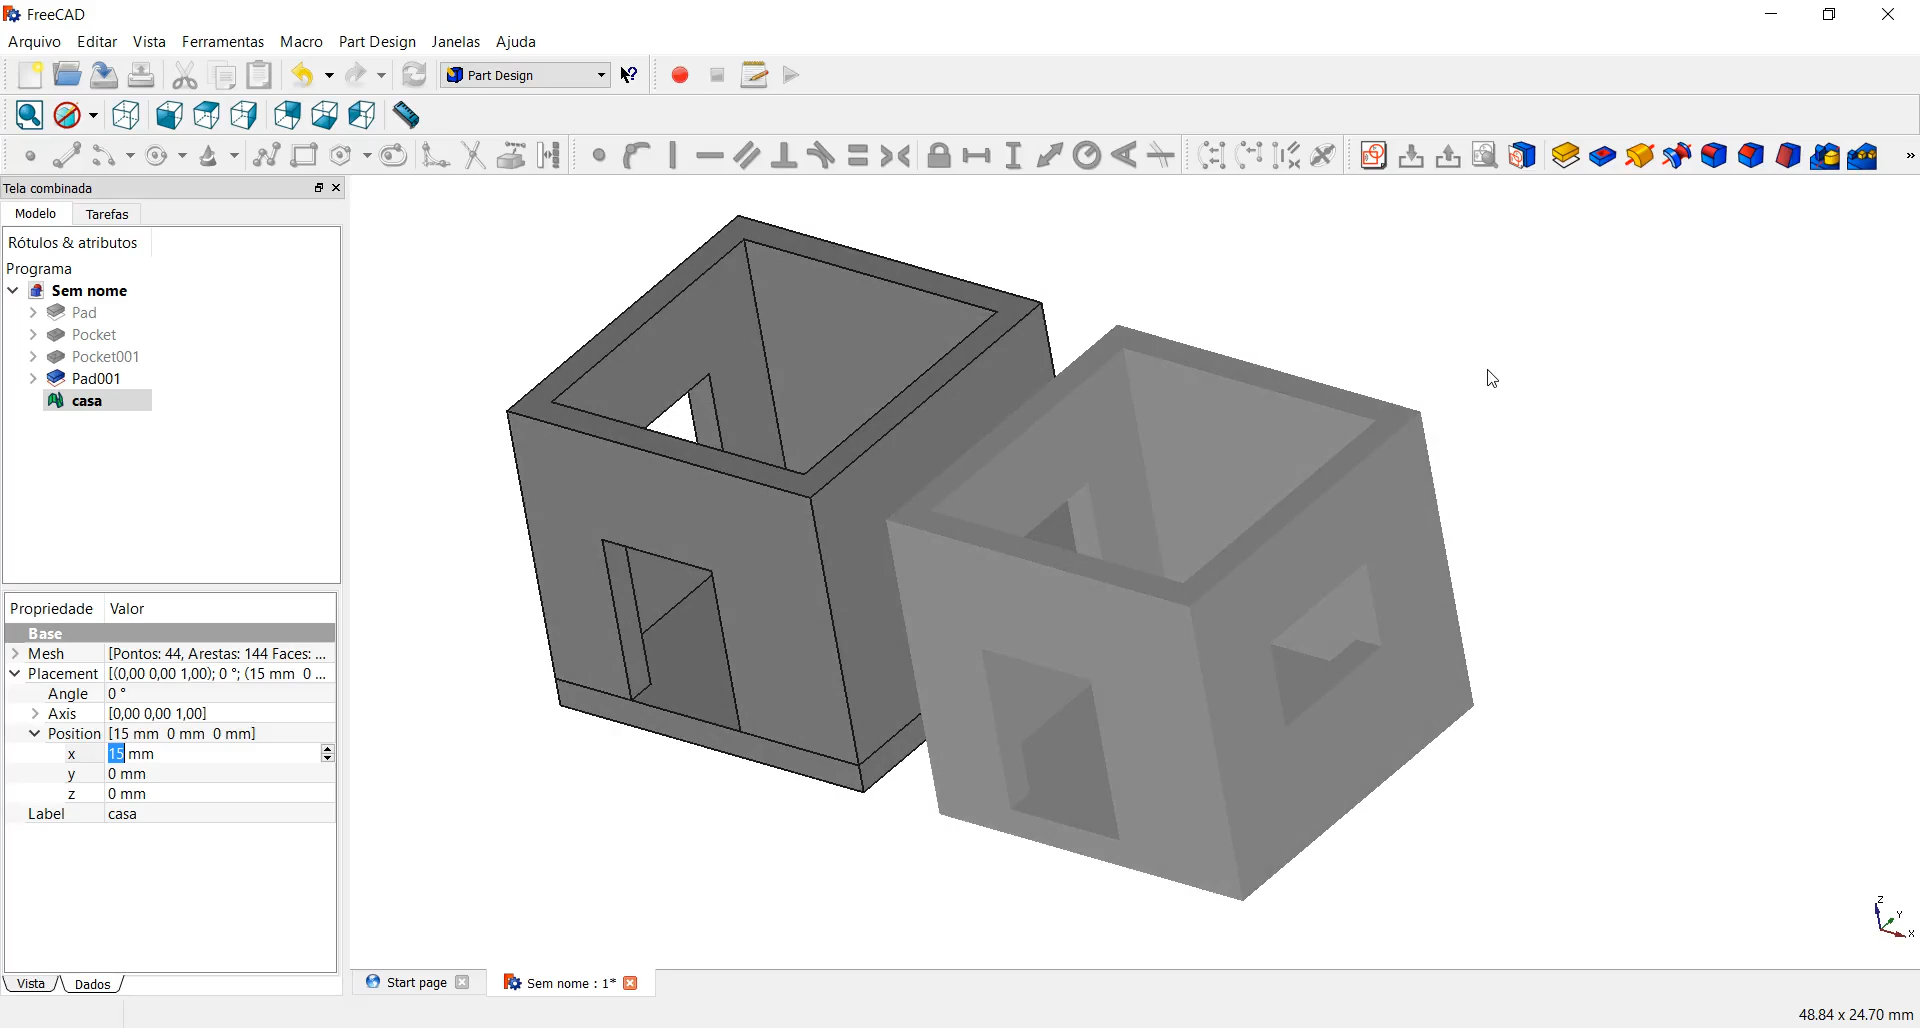 FreeCAD
Arquivo Editar Vista Ferramentas Macro Part Design Janelas Ajuda
Part Design
Tela combinada
Modelo Tarefas
Rótulos & atributos
Programa
Sem nome
Pad
Pocket
Pocket001
Pad001
casa
Propriedade Valor
Base
Mesh [Pontos: 44, Arestas: 144 Faces: ...
Placement [(0,00 0,00 1,00); 0 °; (15 mm 0 ...
Angle 0 °
Axis [0,00 0,00 1,00]
Position [15 mm 0 mm 0 mm]
x 15 mm
y 0 mm
z 0 mm
Label casa
Z
Y
X
Vista Dados
Start page
Sem nome : 1*
48.84 x 24.70 mm